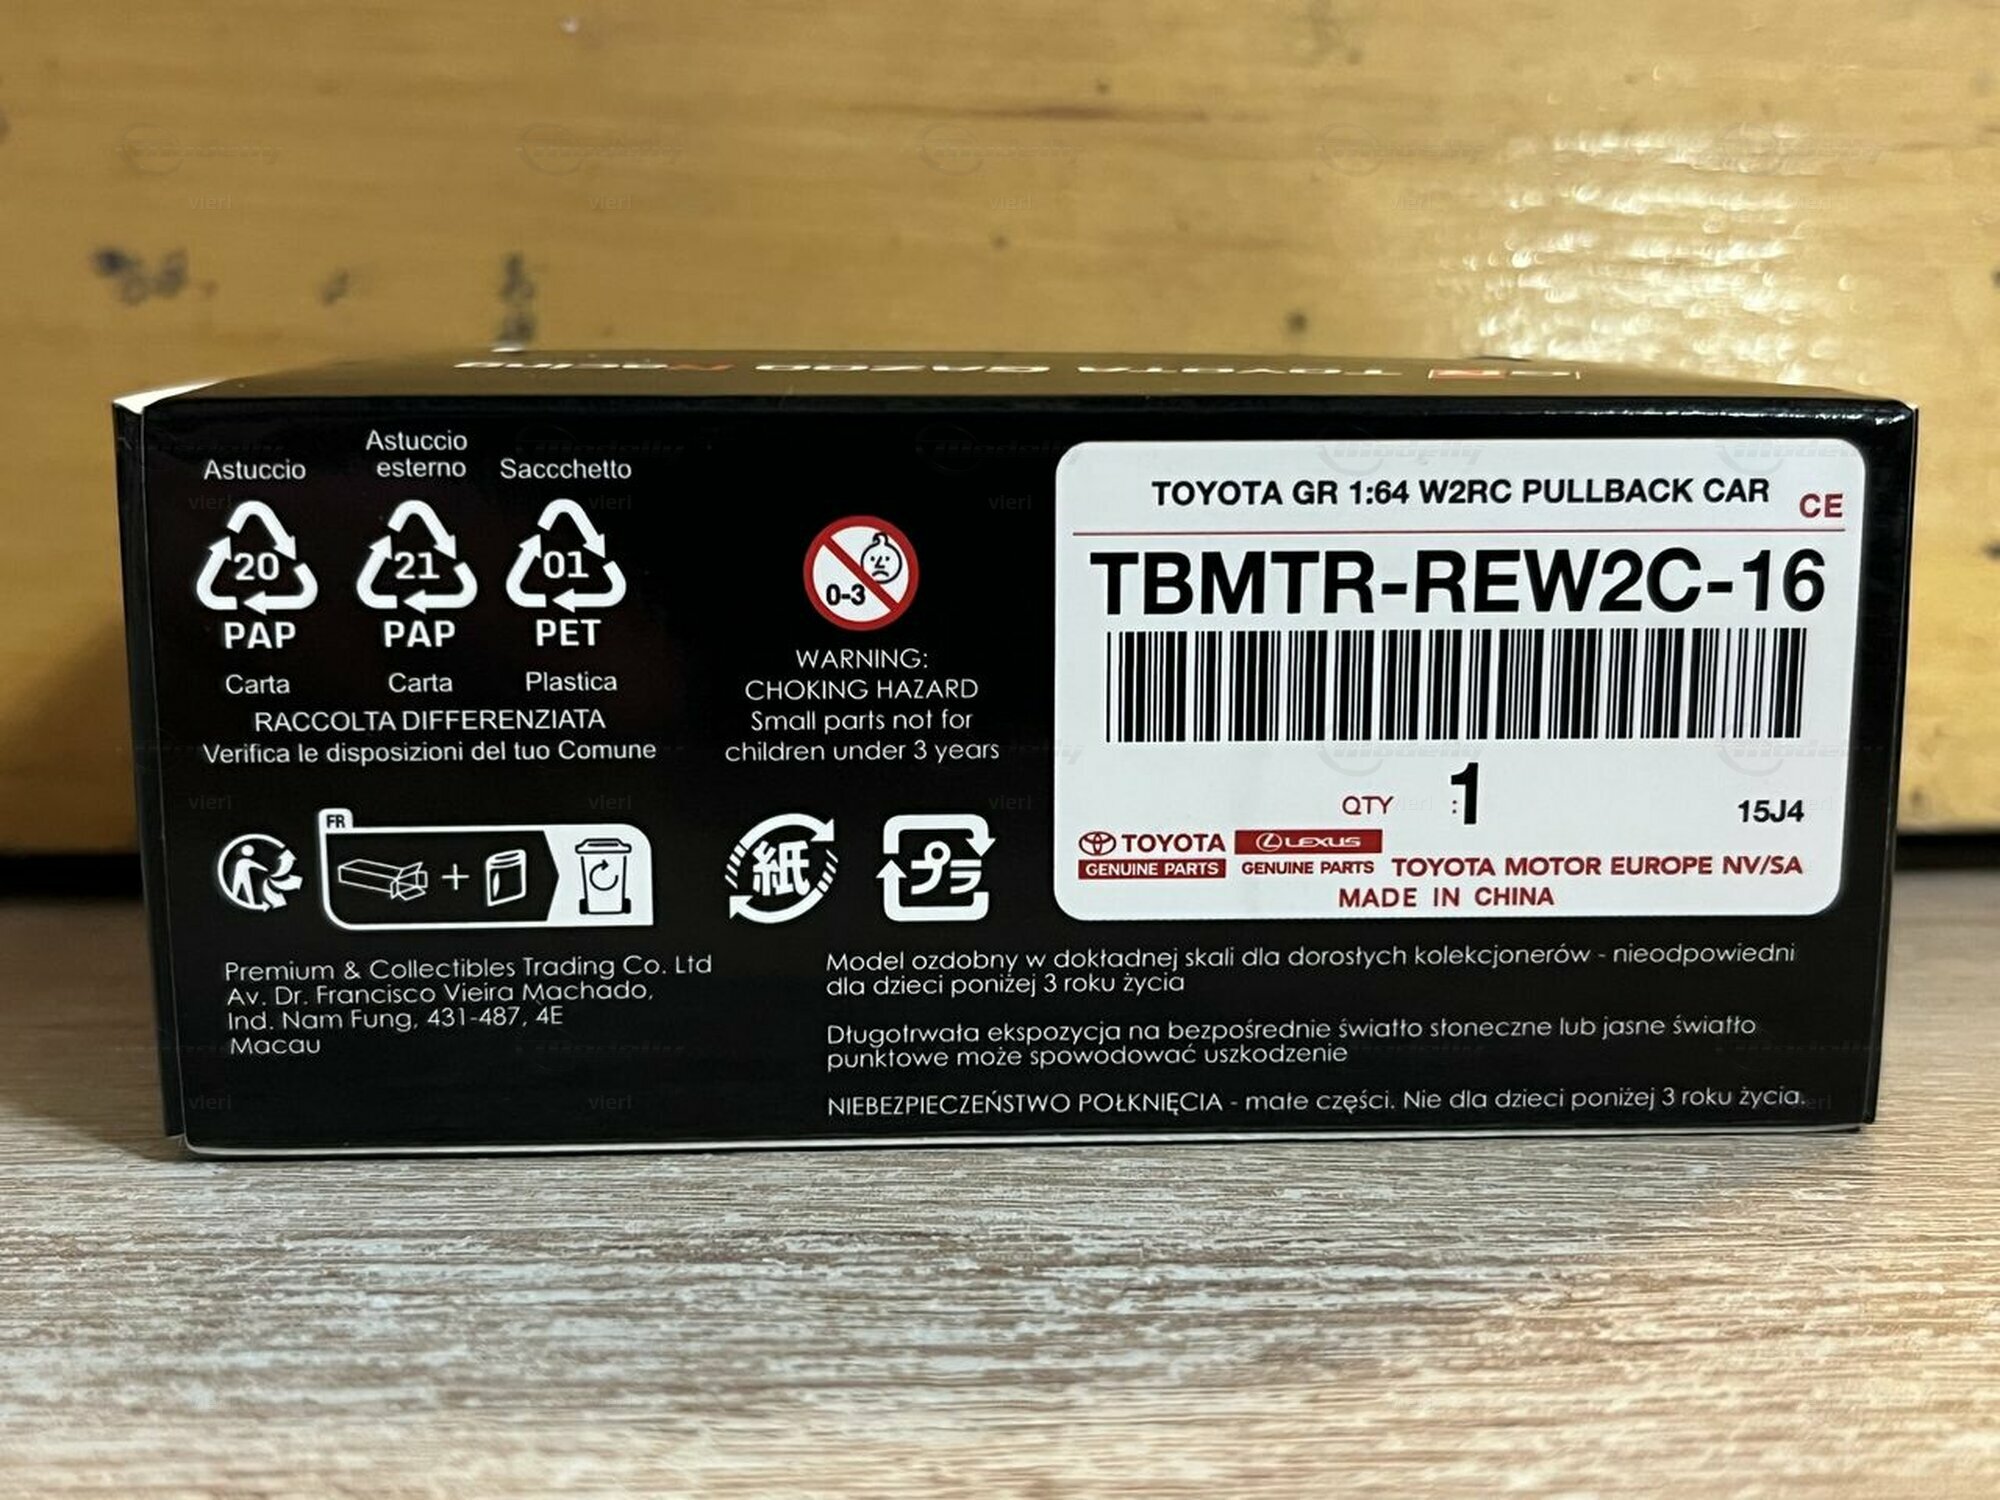 TOYOTA GAZOO Racing
Astuccio
Astuccio
esterno
Saccchetto
20
21
01
PAP
PAP
PET
Carta
Carta
Plastica
RACCOLTA DIFFERENZIATA
Verifica le disposizioni del tuo Comune
FR
0-3
WARNING:
CHOKING HAZARD
Small parts not for
children under 3 years
紙
プラ
TOYOTA GR 1:64 W2RC PULLBACK CAR
CE
TBMTR-REW2C-16
QTY :1
15J4
TOYOTA
GENUINE PARTS
LEXUS
GENUINE PARTS
TOYOTA MOTOR EUROPE NV/SA
MADE IN CHINA
Premium & Collectibles Trading Co. Ltd
Av. Dr. Francisco Vieira Machado,
Ind. Nam Fung, 431-487, 4E
Macau
Model ozdobny w dokładnej skali dla dorosłych kolekcjonerów - nieodpowiedni
dla dzieci poniżej 3 roku życia
Długotrwała ekspozycja na bezpośrednie światło słoneczne lub jasne światło
punktowe może spowodować uszkodzenie
NIEBEZPIECZEŃSTWO POŁKNIĘCIA - małe części. Nie dla dzieci poniżej 3 roku życia.
modelly
vieri